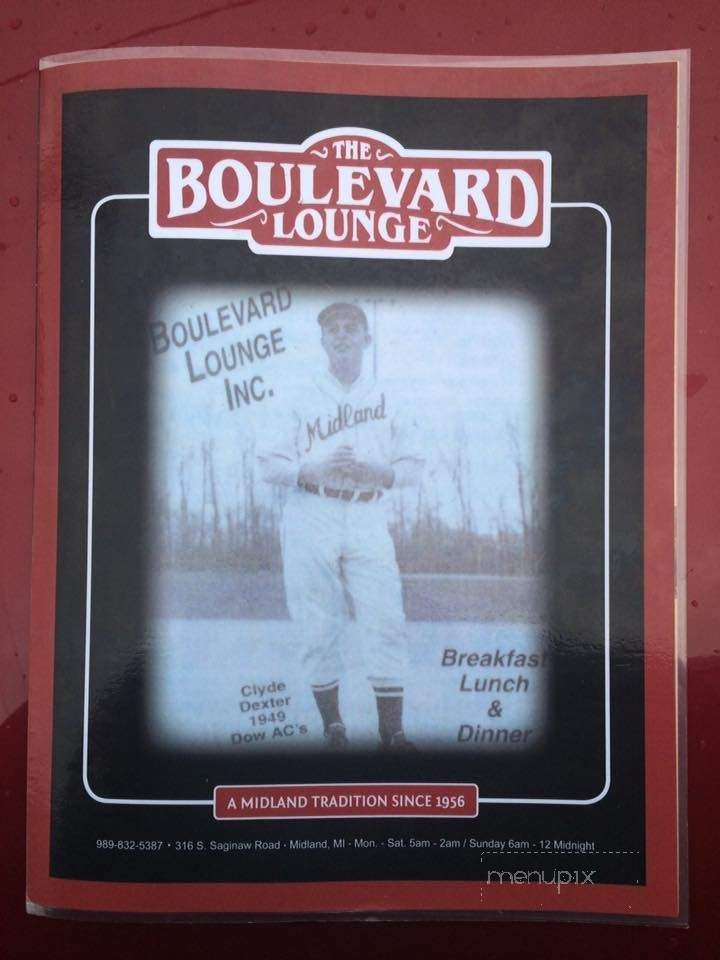 THE
BOULEVARD
LOUNGE
BOULEVARD
LOUNGE
INC.
Midland
Breakfast
Lunch
&
Dinner
Clyde
Dexter
1949
Dow AC's
A MIDLAND TRADITION SINCE 1956
989-832-5387 • 316 S. Saginaw Road - Midland, MI - Mon. - Sat. 5am - 2am / Sunday 6am - 12 Midnight
menupix